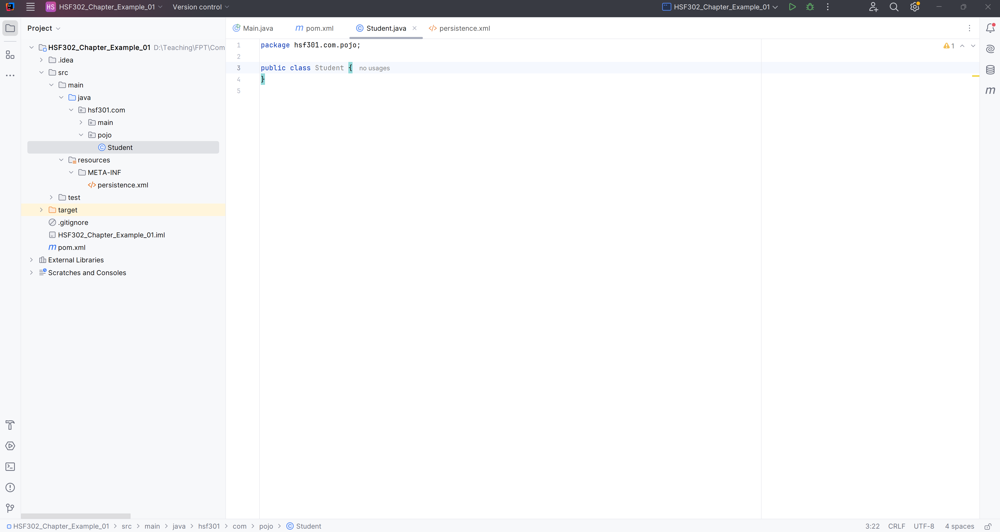 HS HSF302_Chapter_Example_01 Version control HSF302_Chapter_Example_01
Project
HSF302_Chapter_Example_01 D:\Teaching\FPT\Com
.idea
src
main
java
hsf301.com
main
pojo
Student
resources
META-INF
persistence.xml
test
target
.gitignore
HSF302_Chapter_Example_01.iml
m pom.xml
External Libraries
Scratches and Consoles
Main.java m pom.xml Student.java persistence.xml
1 package hsf301.com.pojo;
2
3 public class Student { no usages
4 }
5
1
m
HSF302_Chapter_Example_01 > src > main > java > hsf301 > com > pojo > Student
3:22 CRLF UTF-8 4 spaces